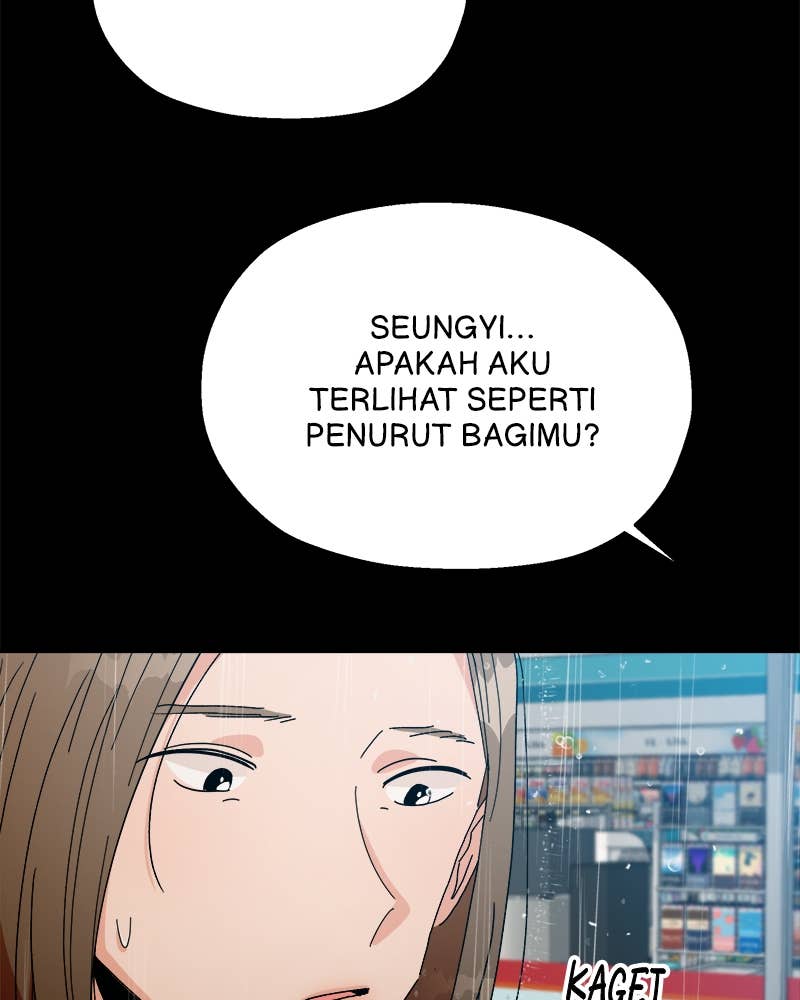 SEUNGYI...
APAKAH AKU
TERLIHAT SEPERTI
PENURUT BAGIMU?
KAGET